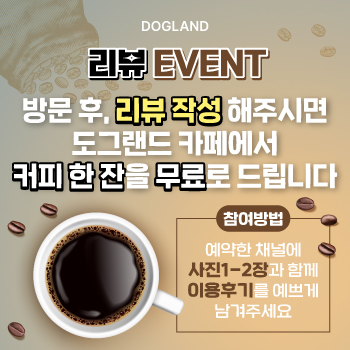 DOGLAND
리뷰 EVENT
방문 후, 리뷰 작성 해주시면
도그랜드 카페에서
커피 한 잔을 무료로 드립니다
참여방법
예약한 채널에
사진1-2장과 함께
이용후기를 예쁘게
남겨주세요